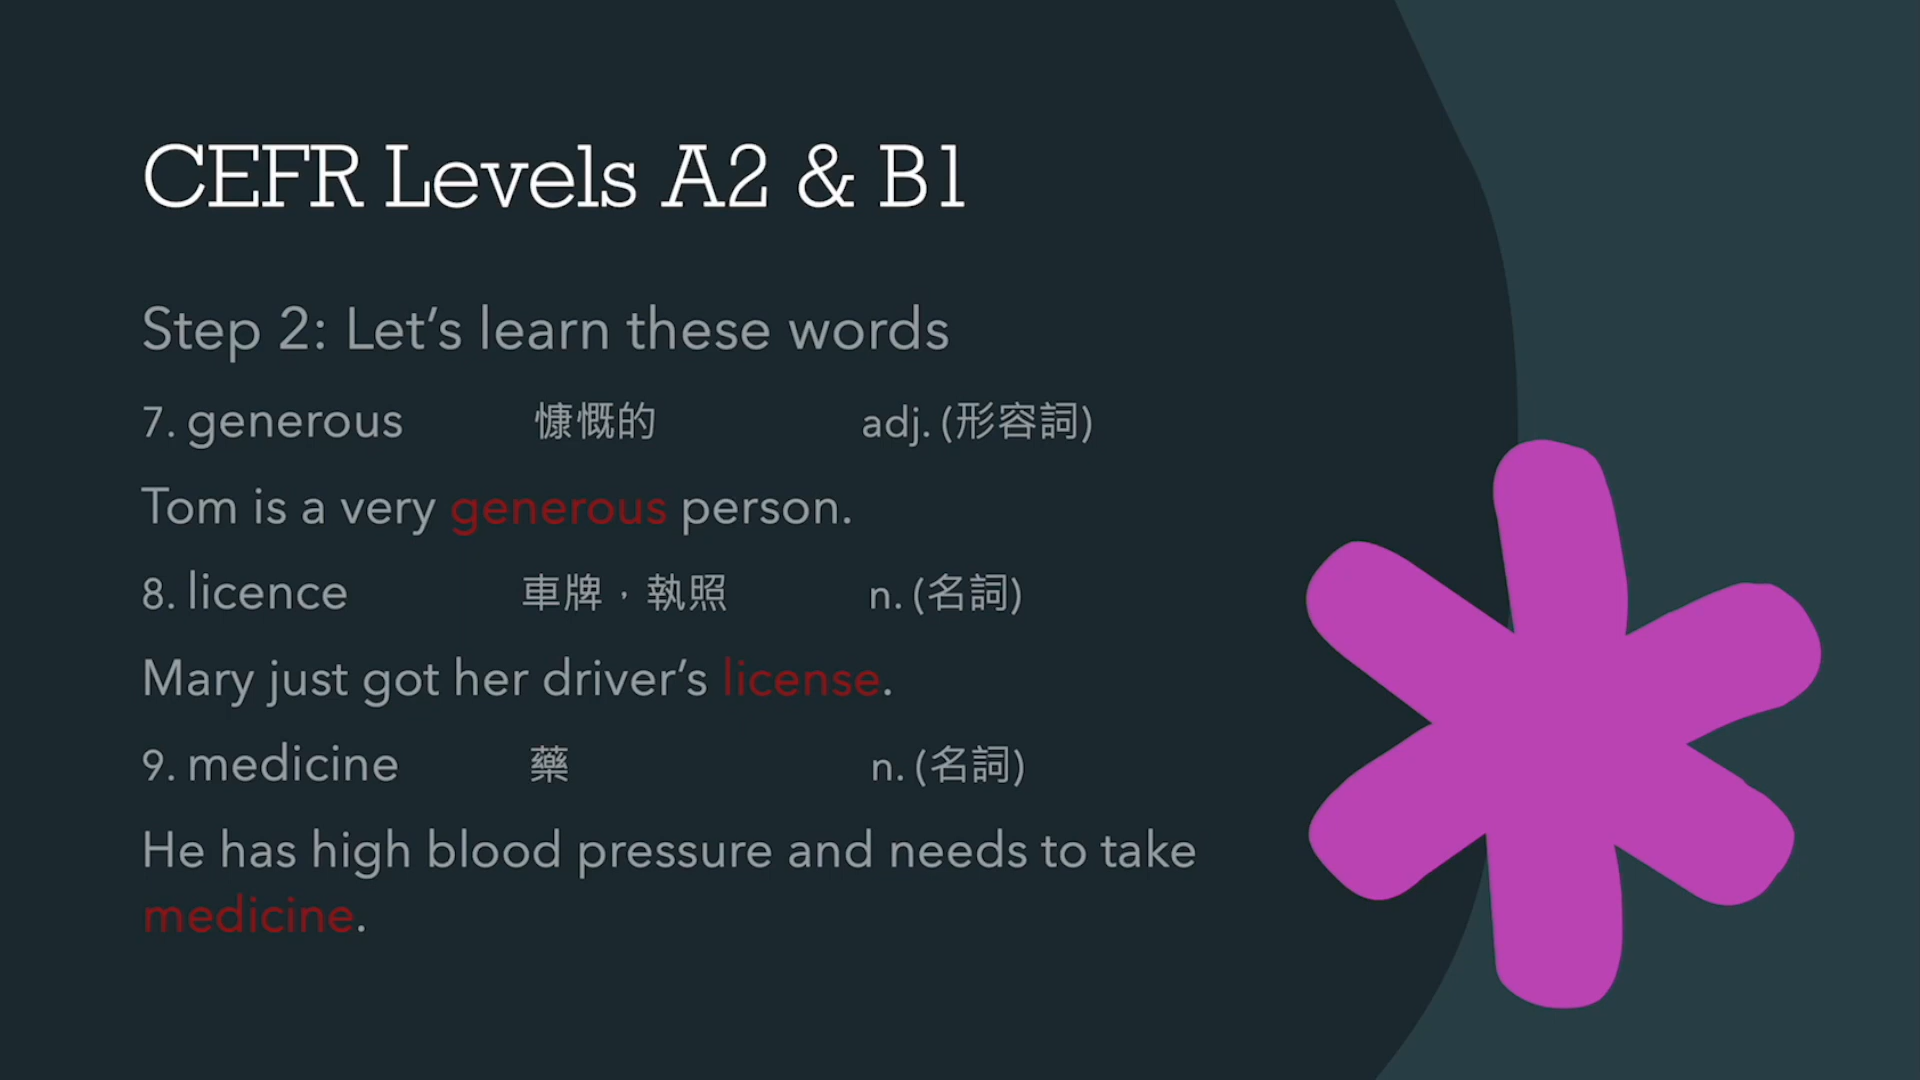 CEFR Levels A2 & B1
Step 2: Let’s learn these words
7. generous 慷慨的 adj. (形容詞)
Tom is a very generous person.
8. licence 車牌，執照 n. (名詞)
Mary just got her driver’s license.
9. medicine 藥 n. (名詞)
He has high blood pressure and needs to take
medicine.